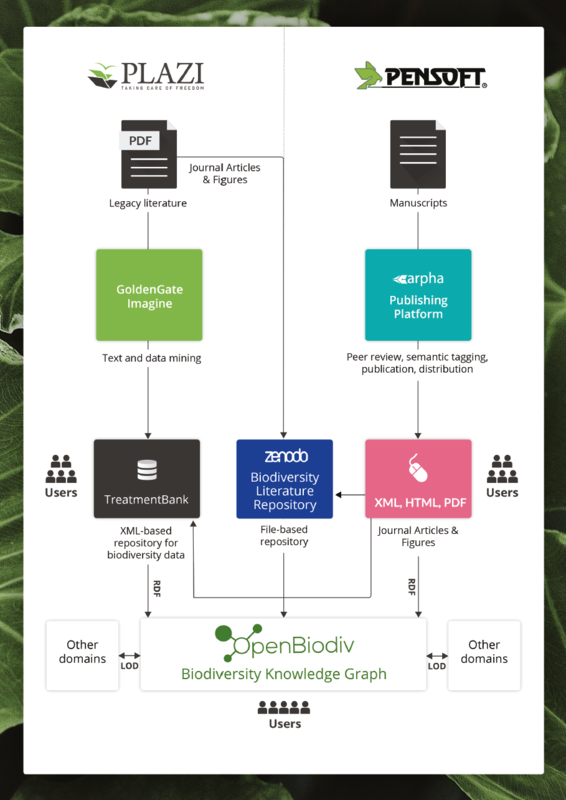 PLAZI
TAKING CARE OF FREEDOM
PENSOFT®
PDF
Journal Articles
& Figures
Legacy literature
Manuscripts
GoldenGate
Imagine
arpha
Publishing
Platform
Text and data mining
Peer review, semantic tagging,
publication, distribution
Users
TreatmentBank
zenodo
Biodiversity
Literature
Repository
XML, HTML, PDF
Users
XML-based
repository for
biodiversity data
File-based
repository
Journal Articles &
Figures
RDF
RDF
Other
domains
LOD
OpenBiodiv
Biodiversity Knowledge Graph
LOD
Other
domains
Users